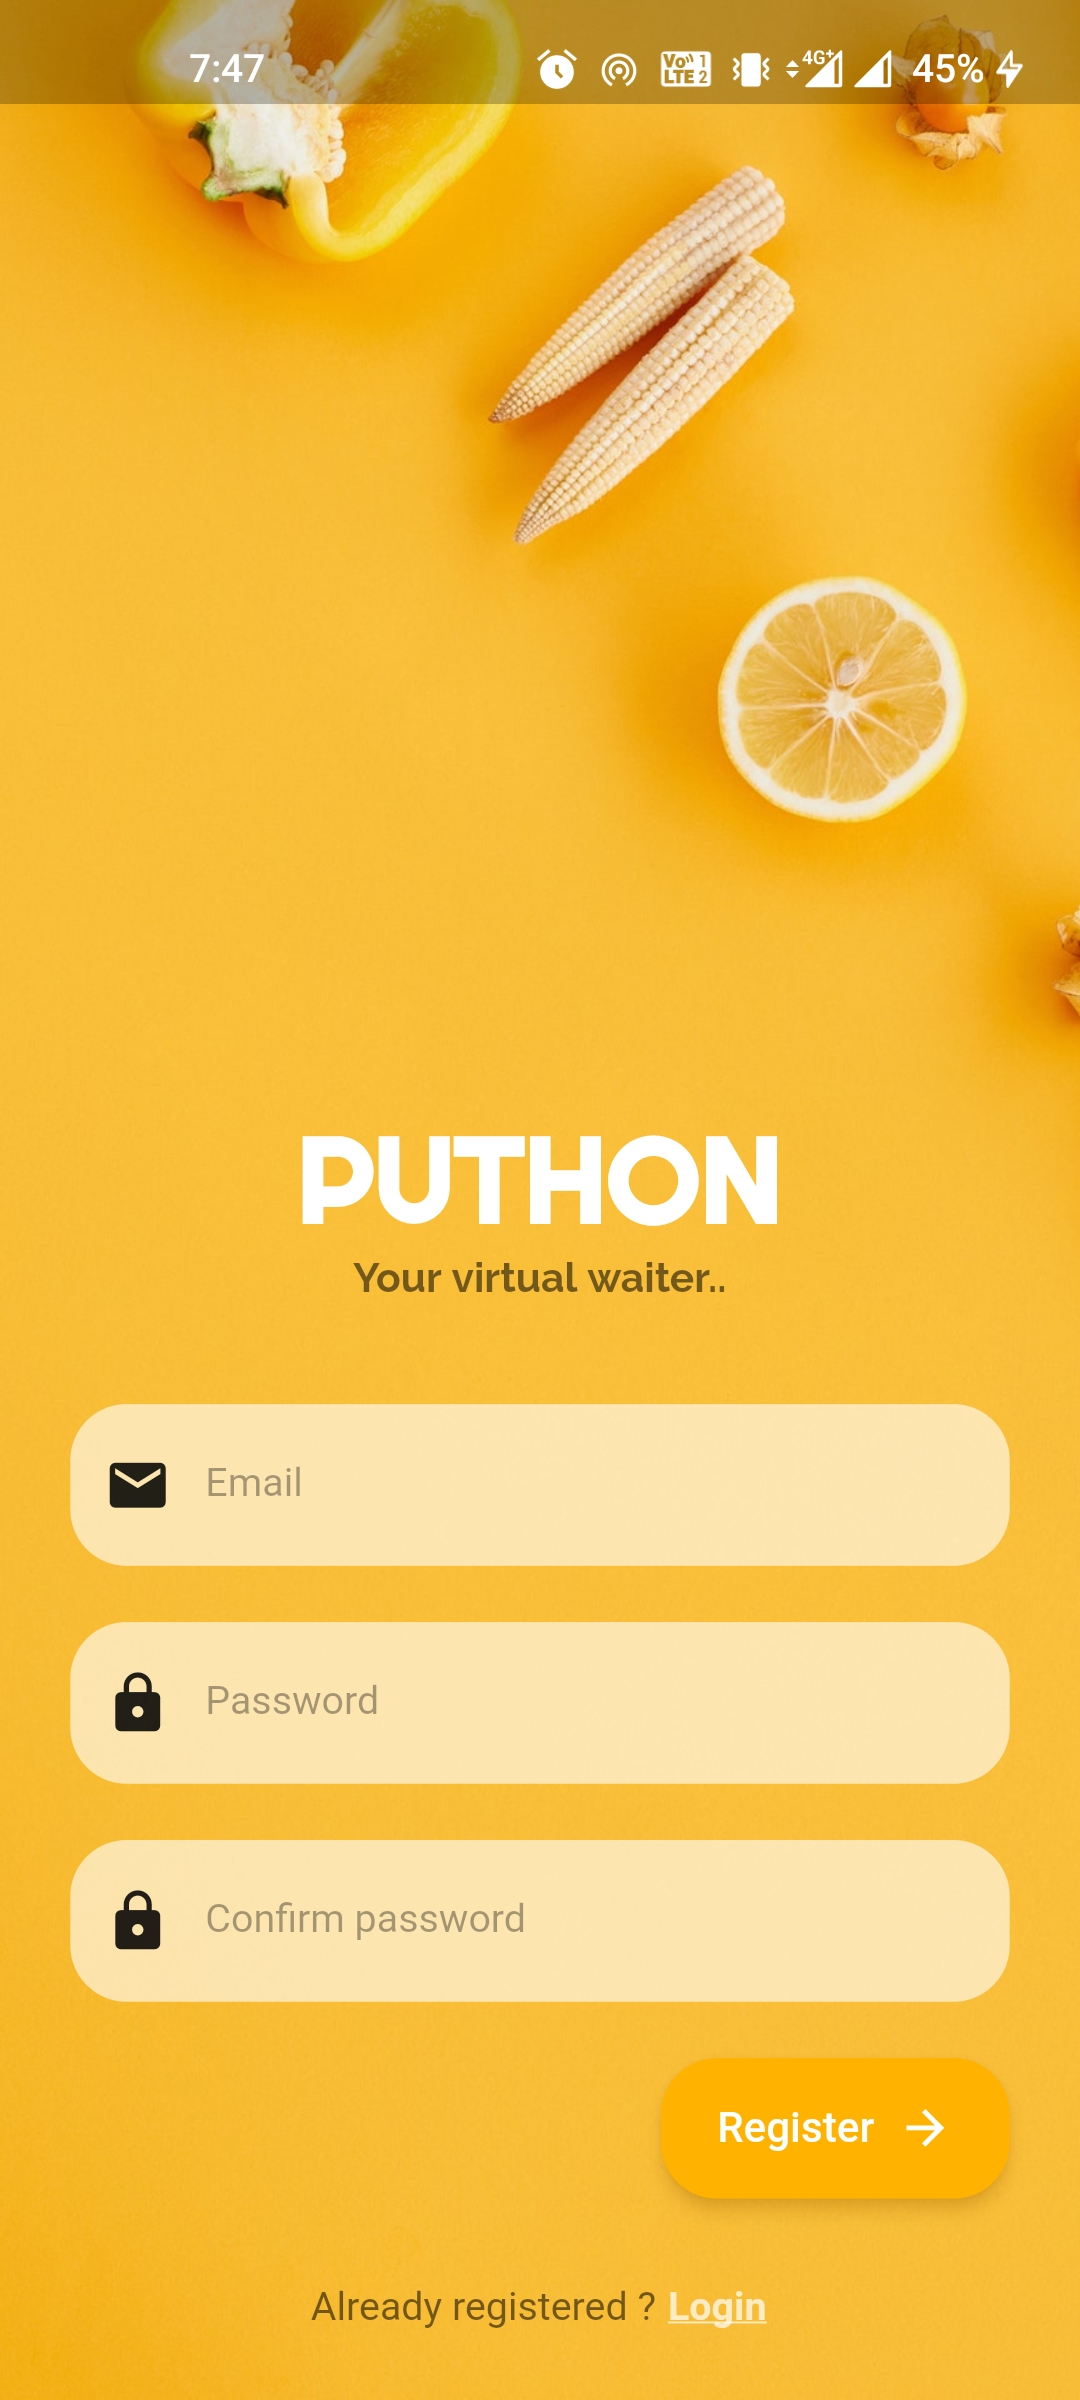 7:47 Vo)) 1 LTE 2 4G+ 45%
PUTHON
Your virtual waiter..
Email
Password
Confirm password
Register
Already registered ? Login